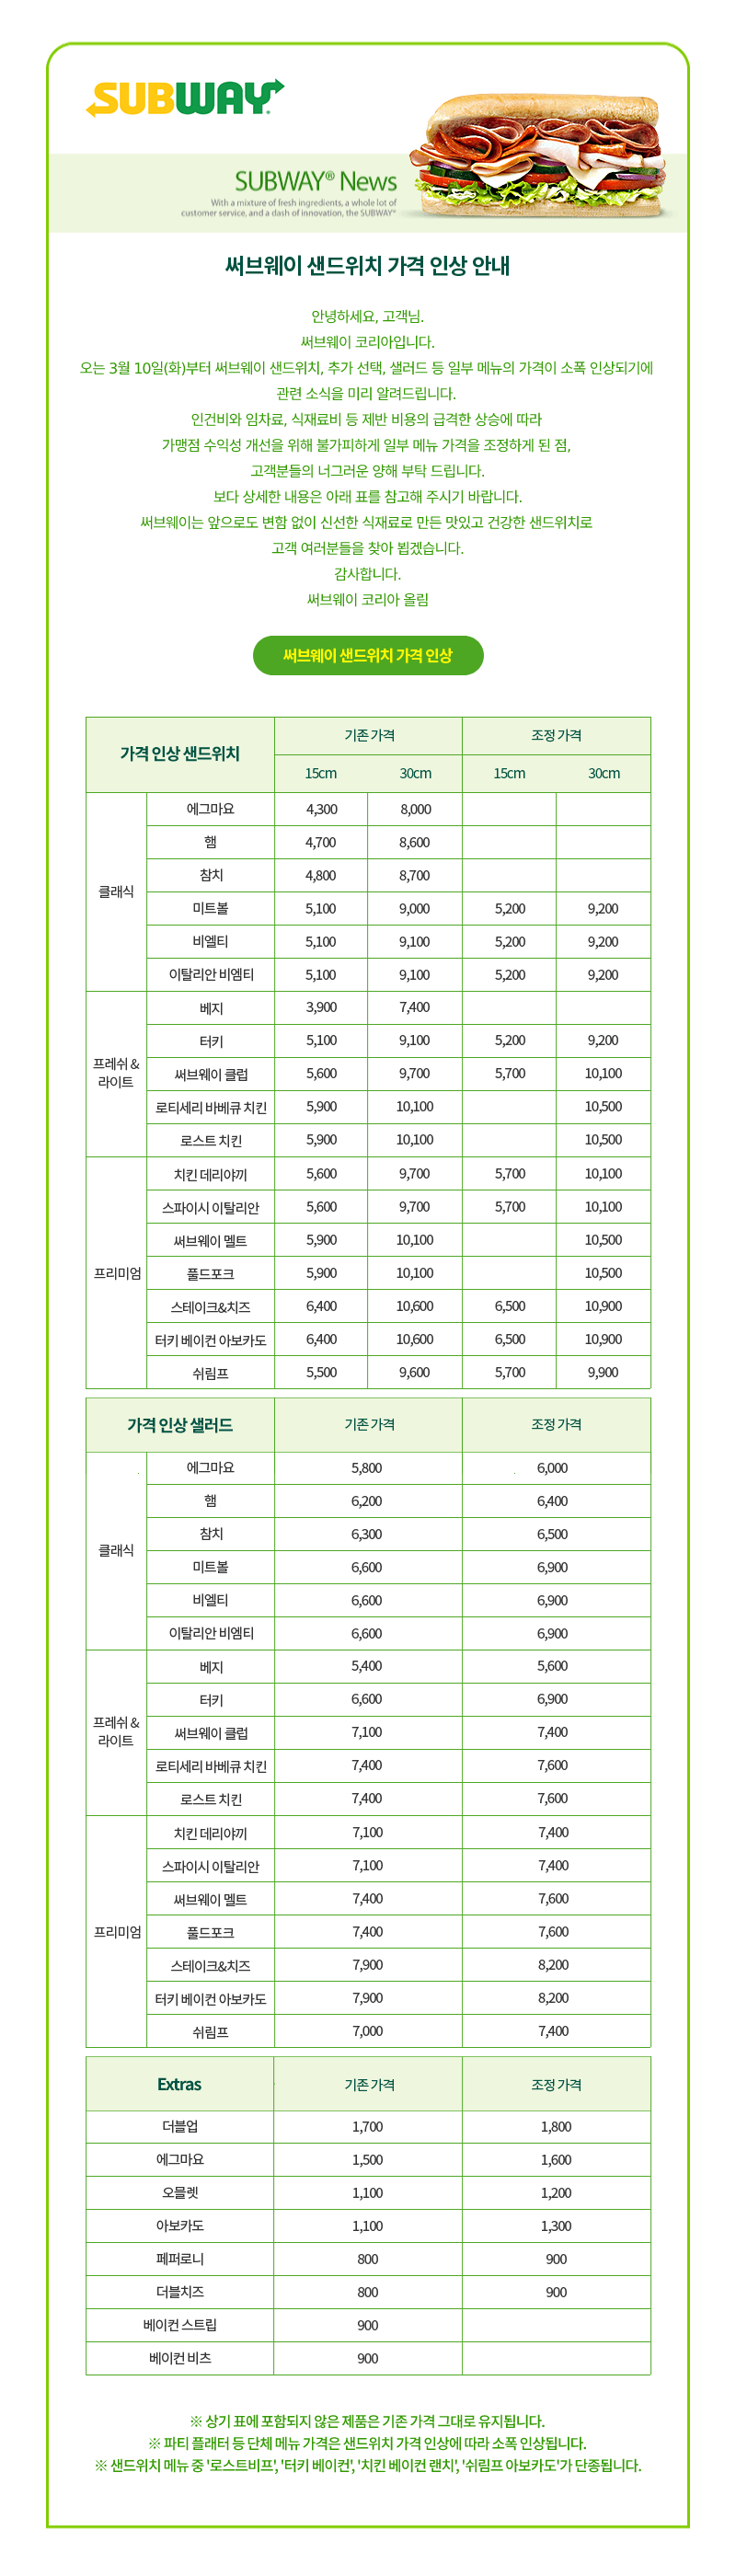 SUBWAY®
SUBWAY® News
With a mixture of fresh ingredients, a whole lot of
customer service, and a dash of innovation, the SUBWAY®
써브웨이 샌드위치 가격 인상 안내
안녕하세요, 고객님.
써브웨이 코리아입니다.
오는 3월 10일(화)부터 써브웨이 샌드위치, 추가 선택, 샐러드 등 일부 메뉴의 가격이 소폭 인상되기에
관련 소식을 미리 알려드립니다.
인건비와 임차료, 식재료비 등 제반 비용의 급격한 상승에 따라
가맹점 수익성 개선을 위해 불가피하게 일부 메뉴 가격을 조정하게 된 점,
고객분들의 너그러운 양해 부탁 드립니다.
보다 상세한 내용은 아래 표를 참고해 주시기 바랍니다.
써브웨이는 앞으로도 변함 없이 신선한 식재료로 만든 맛있고 건강한 샌드위치로
고객 여러분들을 찾아 뵙겠습니다.
감사합니다.
써브웨이 코리아 올림
써브웨이 샌드위치 가격 인상
가격 인상 샌드위치 기존 가격 조정 가격
15cm 30cm 15cm 30cm
클래식
에그마요 4,300 8,000
햄 4,700 8,600
참치 4,800 8,700
미트볼 5,100 9,000 5,200 9,200
비엘티 5,100 9,100 5,200 9,200
이탈리안 비엠티 5,100 9,100 5,200 9,200
프레쉬 &
라이트
베지 3,900 7,400
터키 5,100 9,100 5,200 9,200
써브웨이 클럽 5,600 9,700 5,700 10,100
로티세리 바베큐 치킨 5,900 10,100 10,500
로스트 치킨 5,900 10,100 10,500
프리미엄
치킨 데리야끼 5,600 9,700 5,700 10,100
스파이시 이탈리안 5,600 9,700 5,700 10,100
써브웨이 멜트 5,900 10,100 10,500
풀드포크 5,900 10,100 10,500
스테이크&치즈 6,400 10,600 6,500 10,900
터키 베이컨 아보카도 6,400 10,600 6,500 10,900
쉬림프 5,500 9,600 5,700 9,900
가격 인상 샐러드 기존 가격 조정 가격
클래식
에그마요 5,800 6,000
햄 6,200 6,400
참치 6,300 6,500
미트볼 6,600 6,900
비엘티 6,600 6,900
이탈리안 비엠티 6,600 6,900
프레쉬 &
라이트
베지 5,400 5,600
터키 6,600 6,900
써브웨이 클럽 7,100 7,400
로티세리 바베큐 치킨 7,400 7,600
로스트 치킨 7,400 7,600
프리미엄
치킨 데리야끼 7,100 7,400
스파이시 이탈리안 7,100 7,400
써브웨이 멜트 7,400 7,600
풀드포크 7,400 7,600
스테이크&치즈 7,900 8,200
터키 베이컨 아보카도 7,900 8,200
쉬림프 7,000 7,400
Extras 기존 가격 조정 가격
더블업 1,700 1,800
에그마요 1,500 1,600
오믈렛 1,100 1,200
아보카도 1,100 1,300
페퍼로니 800 900
더블치즈 800 900
베이컨 스트립 900
베이컨 비츠 900
※ 상기 표에 포함되지 않은 제품은 기존 가격 그대로 유지됩니다.
※ 파티 플래터 등 단체 메뉴 가격은 샌드위치 가격 인상에 따라 소폭 인상됩니다.
※ 샌드위치 메뉴 중 '로스트비프', '터키 베이컨', '치킨 베이컨 랜치', '쉬림프 아보카도'가 단종됩니다.